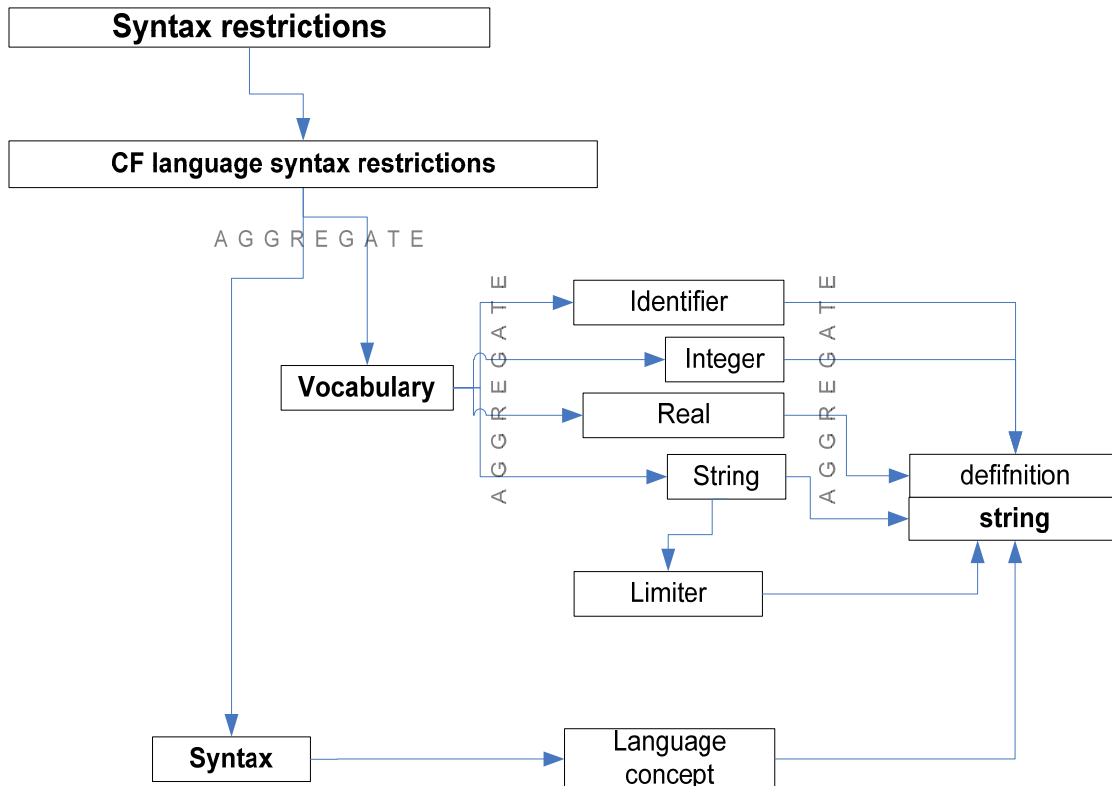 Syntax restrictions
CF language syntax restrictions
AGGREGATE
Vocabulary
AGGREGATE
Identifier
Integer
Real
String
Limiter
AGGREGATE
defifnition
string
Syntax
Language
concept